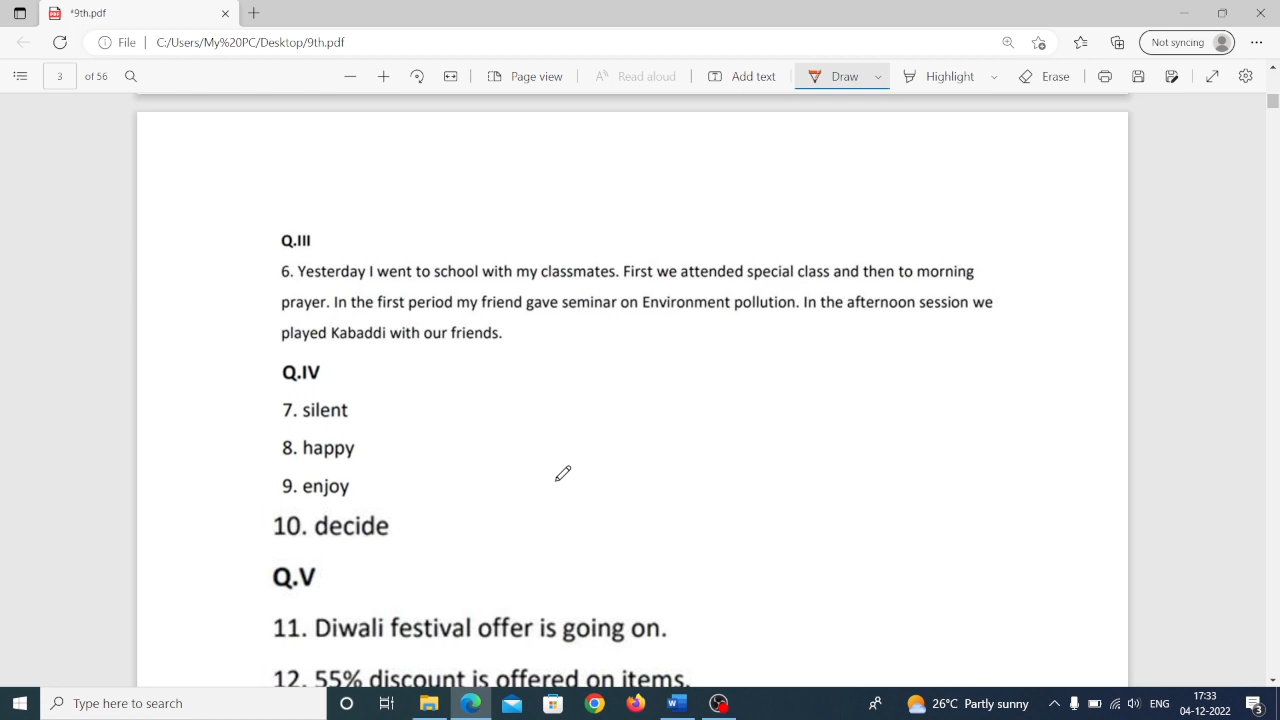 *9th.pdf
File C:/Users/My%20PC/Desktop/9th.pdf Not syncing
3 of 56 Page view Read aloud Add text Draw Highlight Erase
Q.III
6. Yesterday I went to school with my classmates. First we attended special class and then to morning
prayer. In the first period my friend gave seminar on Environment pollution. In the afternoon session we
played Kabaddi with our friends.
Q.IV
7. silent
8. happy
9. enjoy
10. decide
Q.V
11. Diwali festival offer is going on.
12. 55% discount is offered on items.
Type here to search 26°C Partly sunny ENG 17:33
04-12-2022 3